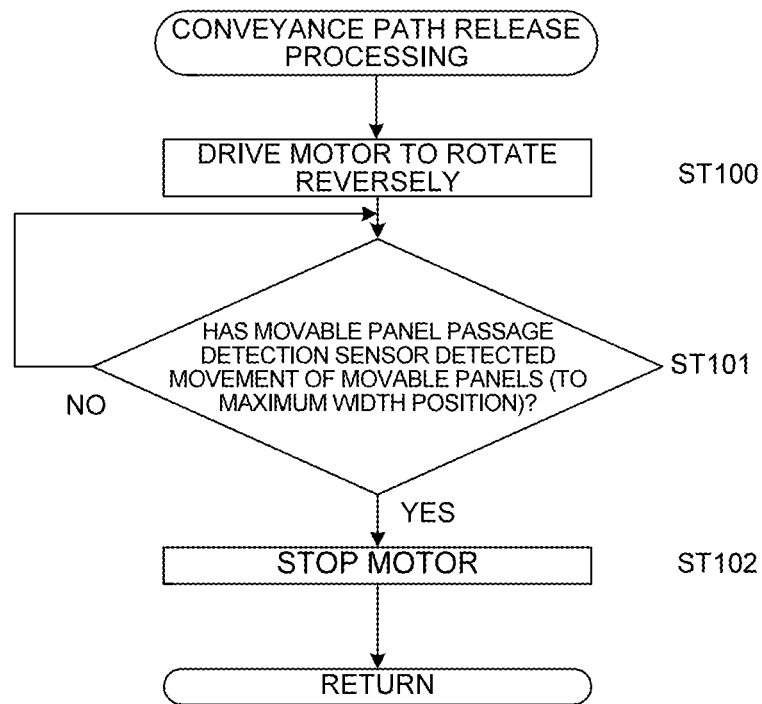 CONVEYANCE PATH RELEASE
PROCESSING
DRIVE MOTOR TO ROTATE
REVERSELY
ST100
HAS MOVABLE PANEL PASSAGE
DETECTION SENSOR DETECTED
MOVEMENT OF MOVABLE PANELS (TO
MAXIMUM WIDTH POSITION)?
ST101
NO
YES
STOP MOTOR
ST102
RETURN